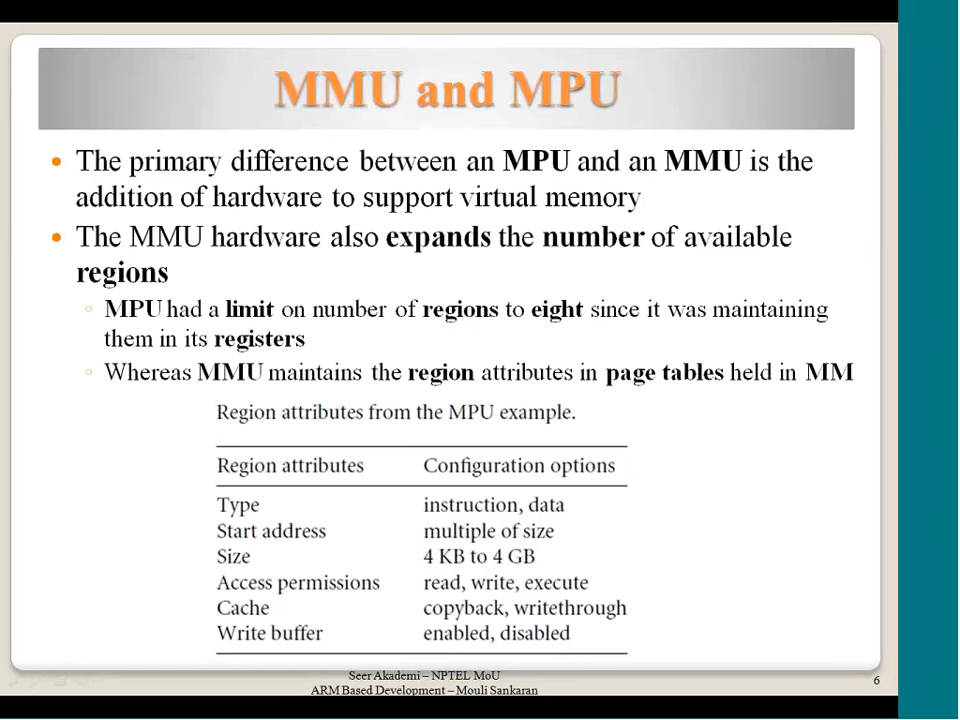 MMU and MPU
• The primary difference between an MPU and an MMU is the
addition of hardware to support virtual memory
• The MMU hardware also expands the number of available
regions
◦ MPU had a limit on number of regions to eight since it was maintaining
them in its registers
◦ Whereas MMU maintains the region attributes in page tables held in MM
Region attributes from the MPU example.
Region attributes Configuration options
Type instruction, data
Start address multiple of size
Size 4 KB to 4 GB
Access permissions read, write, execute
Cache copyback, writethrough
Write buffer enabled, disabled
Seer Akademi – NPTEL MoU
ARM Based Development – Mouli Sankaran
6